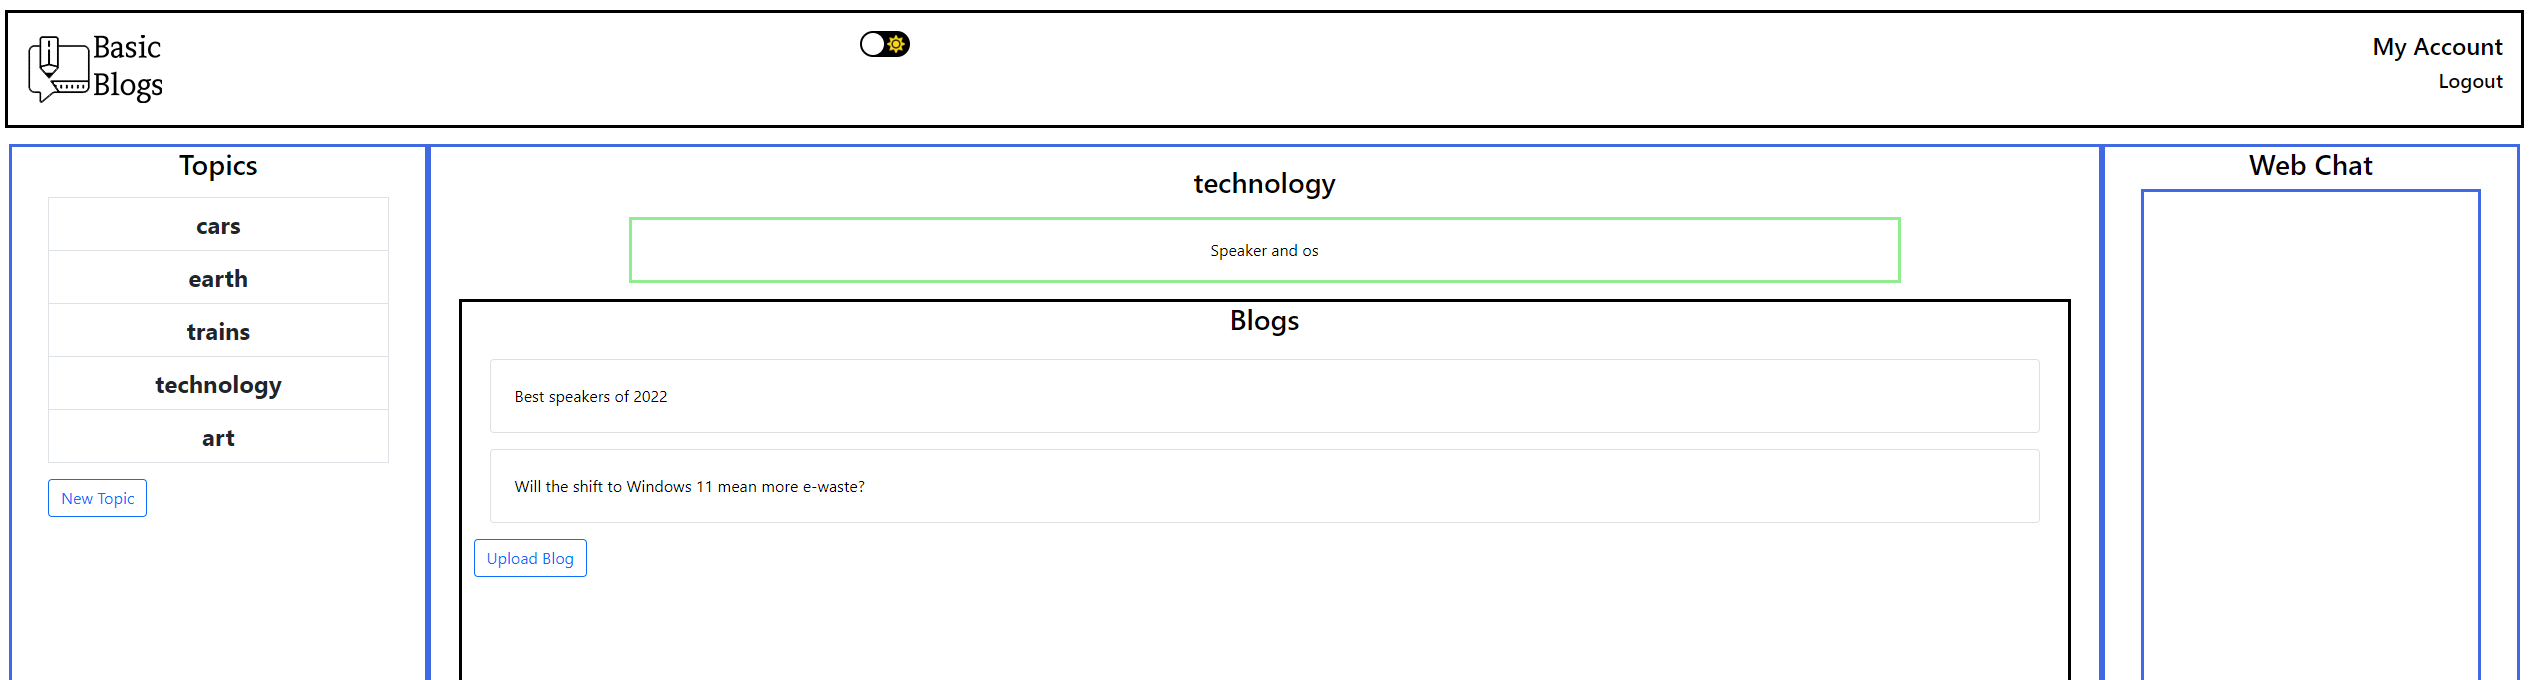 Basic
Blogs
My Account
Logout
Topics
cars
earth
trains
technology
art
New Topic
technology
Speaker and os
Blogs
Best speakers of 2022
Will the shift to Windows 11 mean more e-waste?
Upload Blog
Web Chat